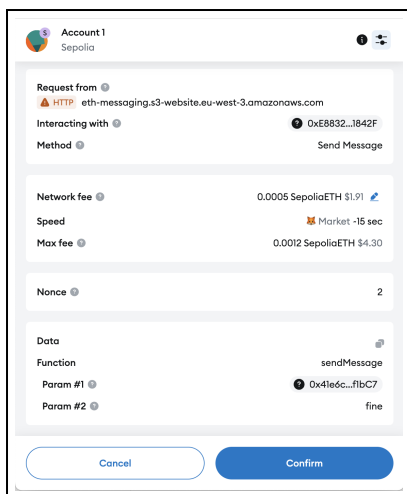 S
Account 1
Sepolia
Request from
HTTP eth-messaging.s3-website.eu-west-3.amazonaws.com
Interacting with 0xE8832...1842F
Method Send Message
Network fee 0.0005 SepoliaETH $1.91
Speed Market ~15 sec
Max fee 0.0012 SepoliaETH $4.30
Nonce 2
Data
Function sendMessage
Param #1 0x41e6c...f1bC7
Param #2 fine
Cancel Confirm